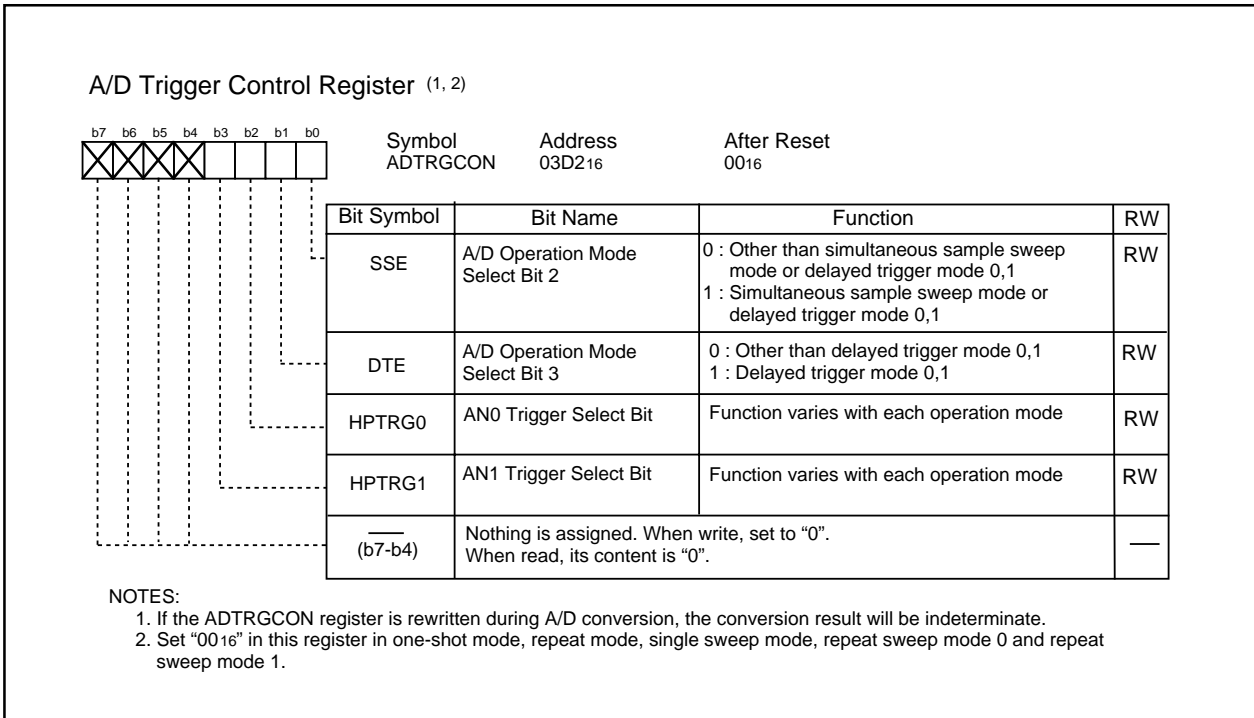 A/D Trigger Control Register (1, 2)
b7 b6 b5 b4 b3 b2 b1 b0
Symbol Address After Reset
ADTRGCON 03D216 0016
Bit Symbol Bit Name Function RW
SSE A/D Operation Mode Select Bit 2 0 : Other than simultaneous sample sweep RW
mode or delayed trigger mode 0,1
1 : Simultaneous sample sweep mode or
delayed trigger mode 0,1
DTE A/D Operation Mode Select Bit 3 0 : Other than delayed trigger mode 0,1 RW
1 : Delayed trigger mode 0,1
HPTRG0 AN0 Trigger Select Bit Function varies with each operation mode RW
HPTRG1 AN1 Trigger Select Bit Function varies with each operation mode RW
(b7-b4) Nothing is assigned. When write, set to “0”. —
When read, its content is “0”.
NOTES:
1. If the ADTRGCON register is rewritten during A/D conversion, the conversion result will be indeterminate.
2. Set “0016” in this register in one-shot mode, repeat mode, single sweep mode, repeat sweep mode 0 and repeat
sweep mode 1.